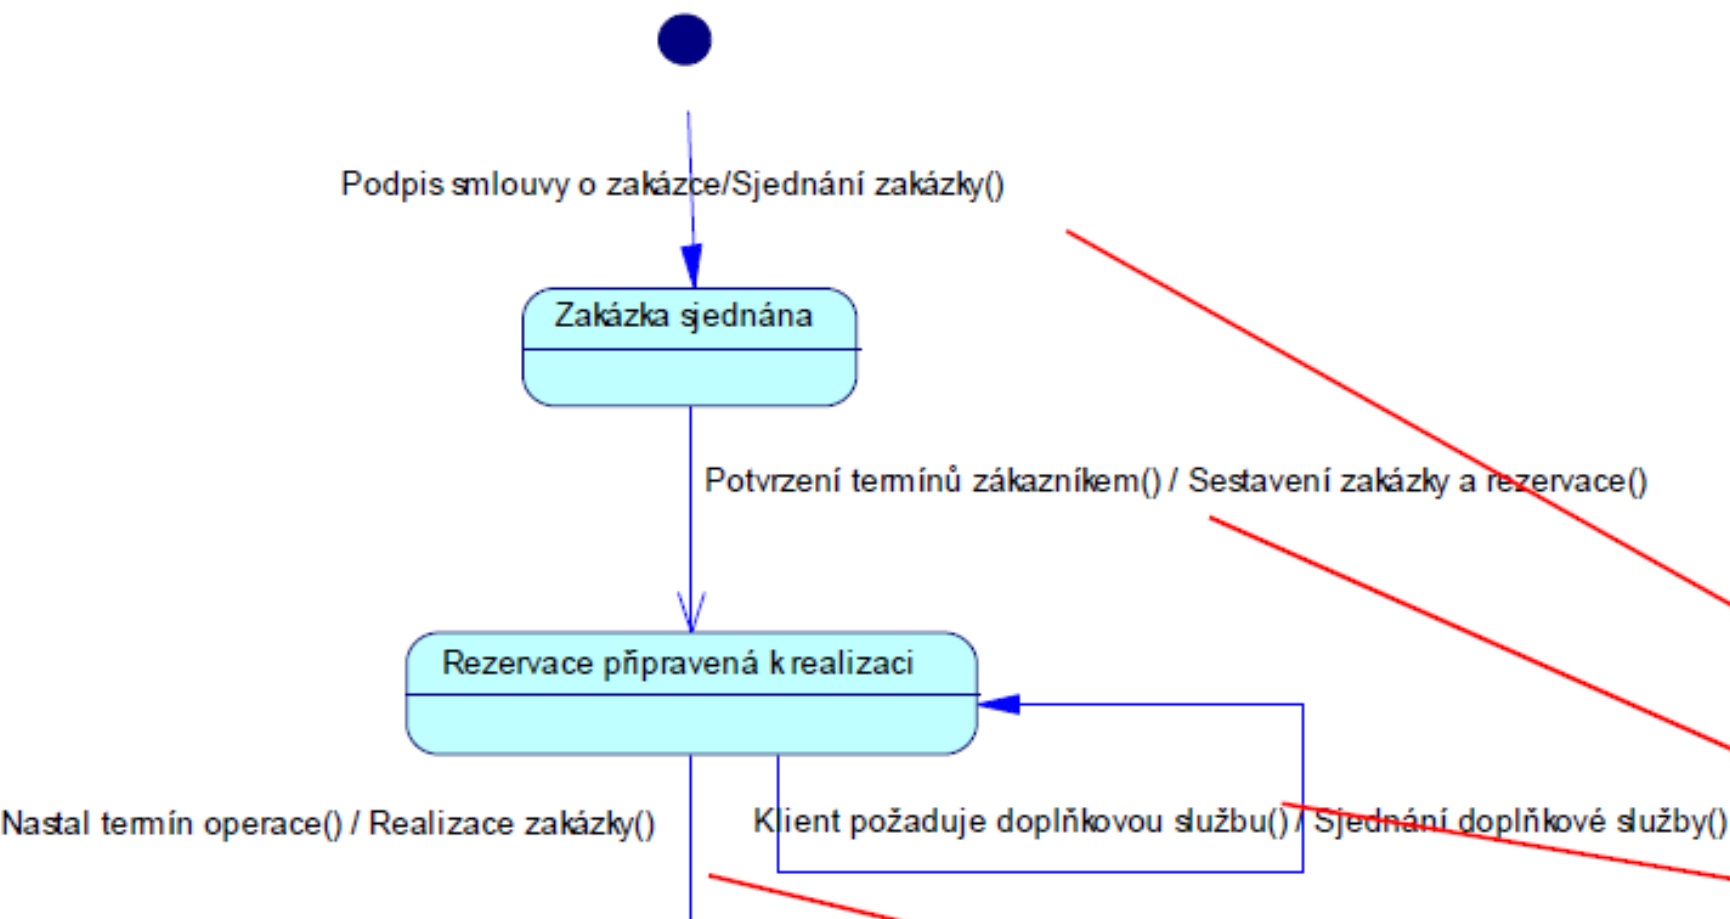 Podpis smlouvy o zakázce/Sjednání zakázky()
Zakázka sjednána
Potvrzení termínů zákazníkem() / Sestavení zakázky a rezervace()
Rezervace připravená k realizaci
Nastal termín operace() / Realizace zakázky()
Klient požaduje doplňkovou službu() / Sjednání doplňkové služby()